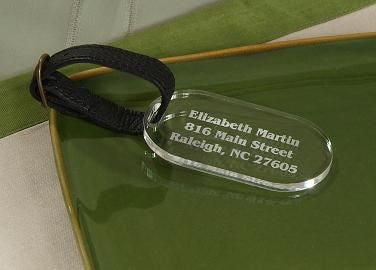 Elizabeth Martin
816 Main Street
Raleigh, NC 27605